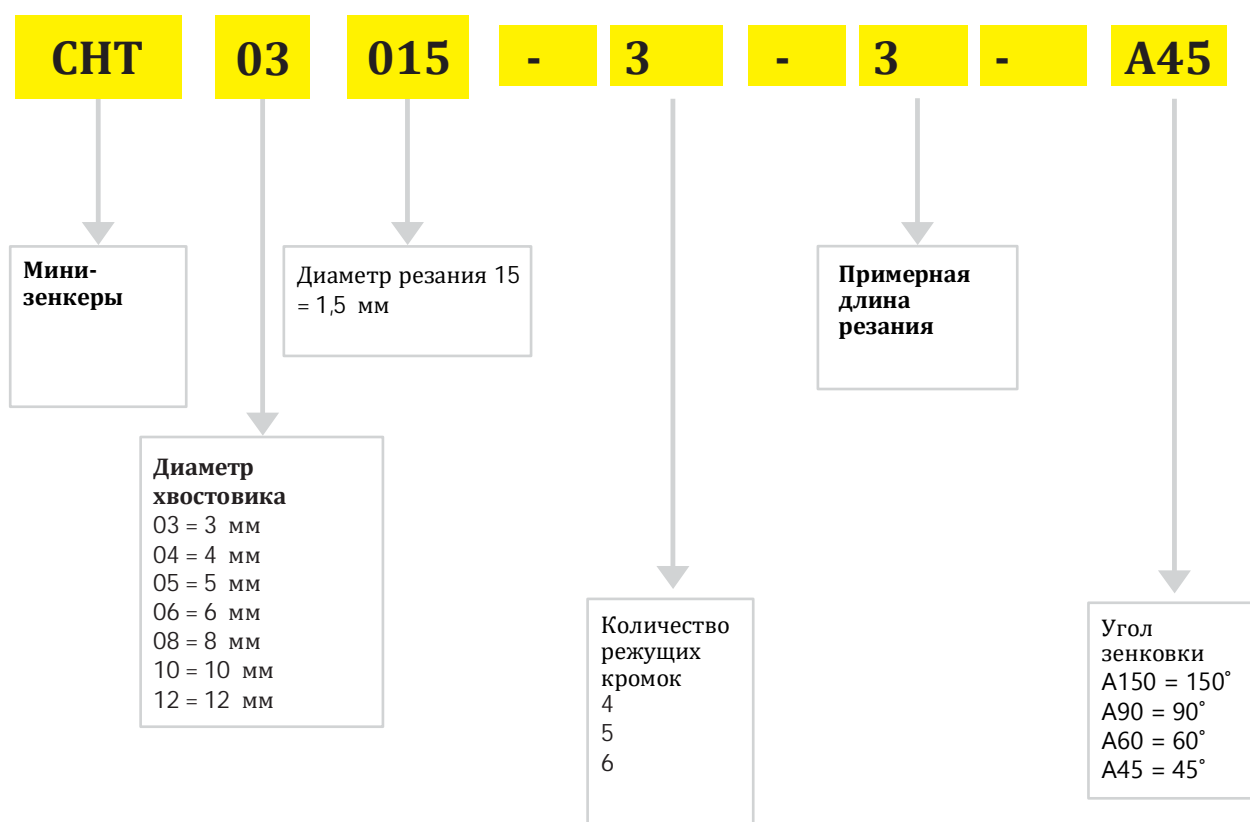 СНТ 03 015 - 3 - 3 - A45
Мини-
зенкеры
Диаметр резания 15
= 1,5 мм
Примерная
длина
резания
Диаметр
хвостовика
03 = 3 мм
04 = 4 мм
05 = 5 мм
06 = 6 мм
08 = 8 мм
10 = 10 мм
12 = 12 мм
Количество
режущих
кромок
4
5
6
Угол
зенковки
A150 = 150˚
A90 = 90˚
A60 = 60˚
A45 = 45˚